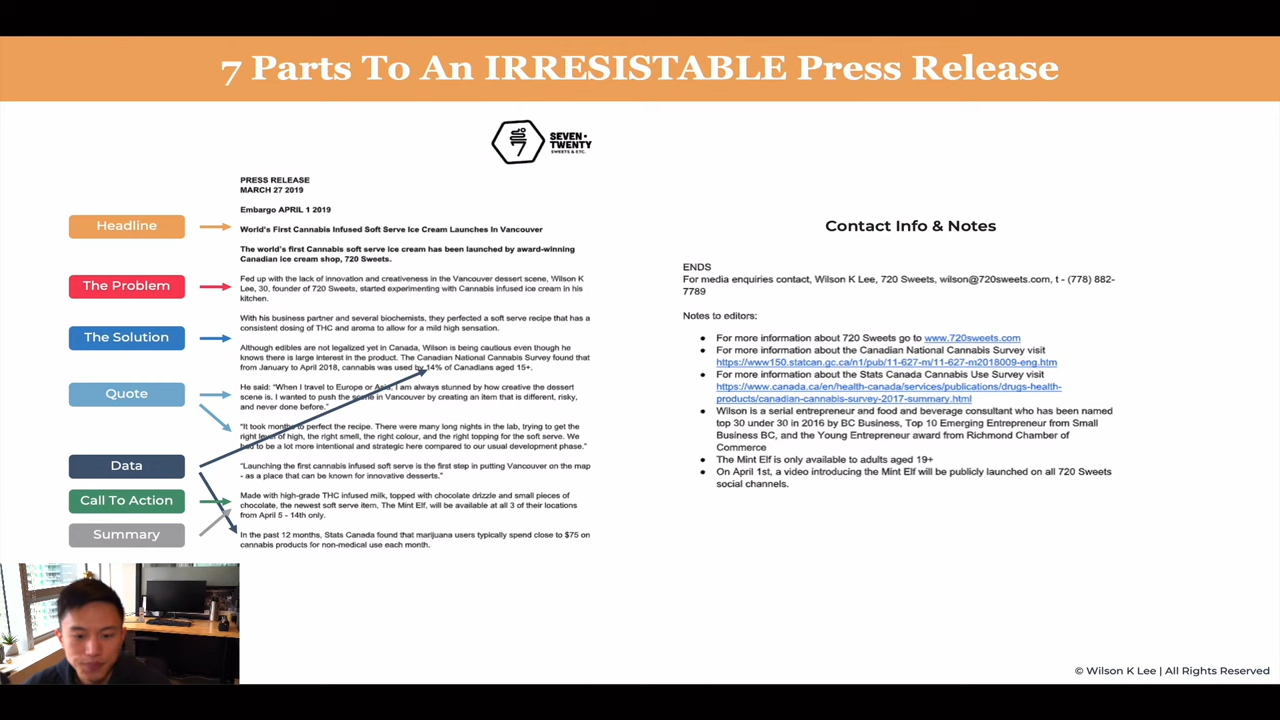 7 Parts To An IRRESISTABLE Press Release
SEVEN·
TWENTY
SWEETS & ETC.
PRESS RELEASE
MARCH 27 2019
Embargo APRIL 1 2019
Headline
World's First Cannabis Infused Soft Serve Ice Cream Launches In Vancouver
The world's first Cannabis soft serve ice cream has been launched by award-winning
Canadian ice cream shop, 720 Sweets.
The Problem
Fed up with the lack of innovation and creativeness in the Vancouver dessert scene, Wilson K
Lee, 30, founder of 720 Sweets, started experimenting with Cannabis infused ice cream in his
kitchen.
The Solution
With his business partner and several biochemists, they perfected a soft serve recipe that has a
consistent dosing of THC and aroma to allow for a mild high sensation.
Although edibles are not legalized yet in Canada, Wilson is being cautious even though he
knows there is large interest in the product. The Canadian National Cannabis Survey found that
from January to April 2018, cannabis was used by 14% of Canadians aged 15+.
Quote
He said: "When I travel to Europe or Asia, I am always stunned by how creative the dessert
scene is. I wanted to push the scene in Vancouver by creating an item that is different, risky,
and never done before."
"It took months to perfect the recipe. There were many long nights in the lab, trying to get the
right level of high, the right smell, the right colour, and the right topping for the soft serve. We
had to be a lot more intentional and strategic here compared to our usual development phase."
Data
"Launching the first cannabis infused soft serve is the first step in putting Vancouver on the map
- as a place that can be known for innovative desserts."
Call To Action
Made with high-grade THC infused milk, topped with chocolate drizzle and small pieces of
chocolate, the newest soft serve item, The Mint Elf, will be available at all 3 of their locations
from April 5 - 14th only.
Summary
In the past 12 months, Stats Canada found that marijuana users typically spend close to $75 on
cannabis products for non-medical use each month.
Contact Info & Notes
ENDS
For media enquiries contact, Wilson K Lee, 720 Sweets, wilson@720sweets.com, t - (778) 882-
7789
Notes to editors:
● For more information about 720 Sweets go to www.720sweets.com
● For more information about the Canadian National Cannabis Survey visit
https://www150.statcan.gc.ca/n1/pub/11-627-m/11-627-m2018009-eng.htm
● For more information about the Stats Canada Cannabis Use Survey visit
https://www.canada.ca/en/health-canada/services/publications/drugs-health-
products/canadian-cannabis-survey-2017-summary.html
● Wilson is a serial entrepreneur and food and beverage consultant who has been named
top 30 under 30 in 2016 by BC Business, Top 10 Emerging Entrepreneur from Small
Business BC, and the Young Entrepreneur award from Richmond Chamber of
Commerce
● The Mint Elf is only available to adults aged 19+
● On April 1st, a video introducing the Mint Elf will be publicly launched on all 720 Sweets
social channels.
© Wilson K Lee | All Rights Reserved